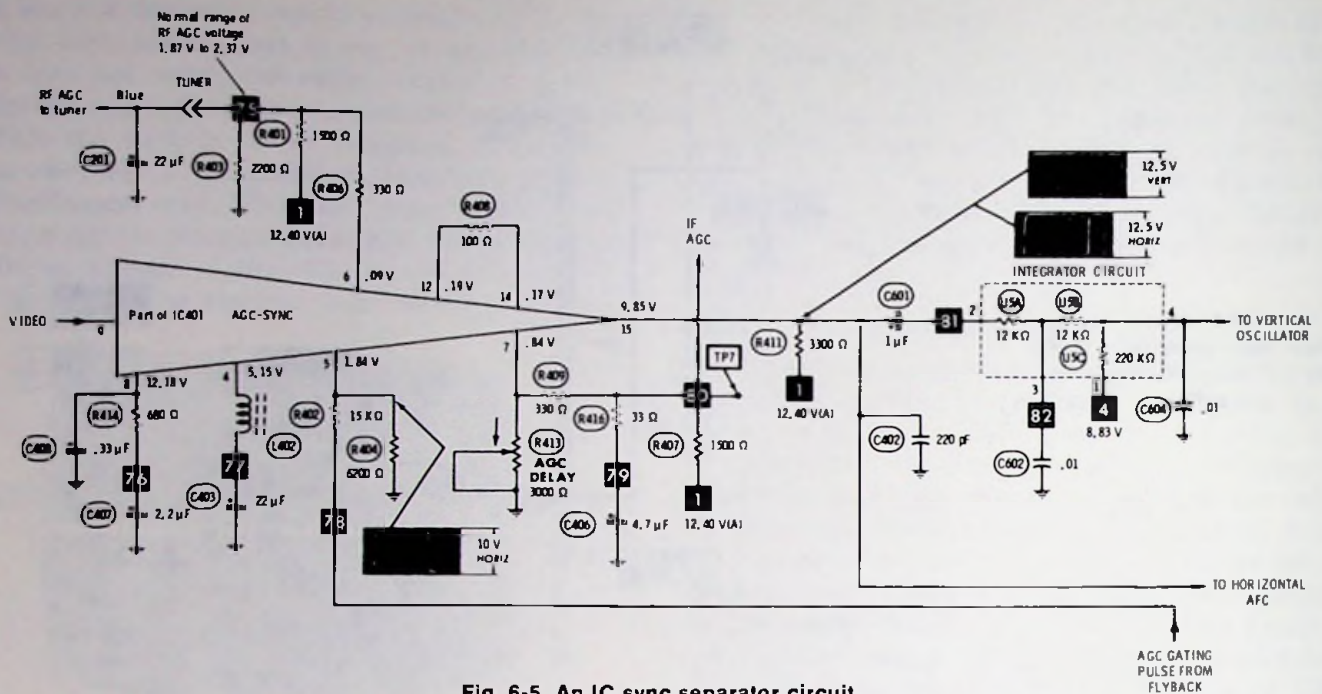 Normal range of
RF AGC voltage
1.87 V to 2.37 V
TUNER
RF AGC
to tuner
Blue
75
C201
22 µF
R403
2200 Ω
R401
1500 Ω
1
12.40 V(A)
R406
330 Ω
R408
100 Ω
6
.09 V
12
.19 V
14
.17 V
VIDEO
9
Part of IC401
AGC-SYNC
9.85 V
15
IF
AGC
12.5 V
VERT
12.5 V
HORIZ
INTEGRATOR CIRCUIT
C601
1 µF
81
2
U5A
12 KΩ
U5B
12 KΩ
4
TO VERTICAL
OSCILLATOR
U5C
220 KΩ
R411
3300 Ω
1
12.40 V(A)
3
82
1
4
8.83 V
C604
.01
C602
.01
C402
220 pF
8
12.18 V
4
5.15 V
5
1.84 V
7
.84 V
C408
.33 µF
R414
680 Ω
76
C407
2.2 µF
L402
77
C403
22 µF
R402
15 KΩ
78
R404
6200 Ω
10 V
HORIZ
R409
330 Ω
R413
AGC
DELAY
3000 Ω
R416
33 Ω
79
C406
4.7 µF
80
TP7
R407
1500 Ω
1
12.40 V(A)
TO HORIZONTAL
AFC
AGC GATING
PULSE FROM
FLYBACK
Fig. 6-5. An IC sync separator circuit.